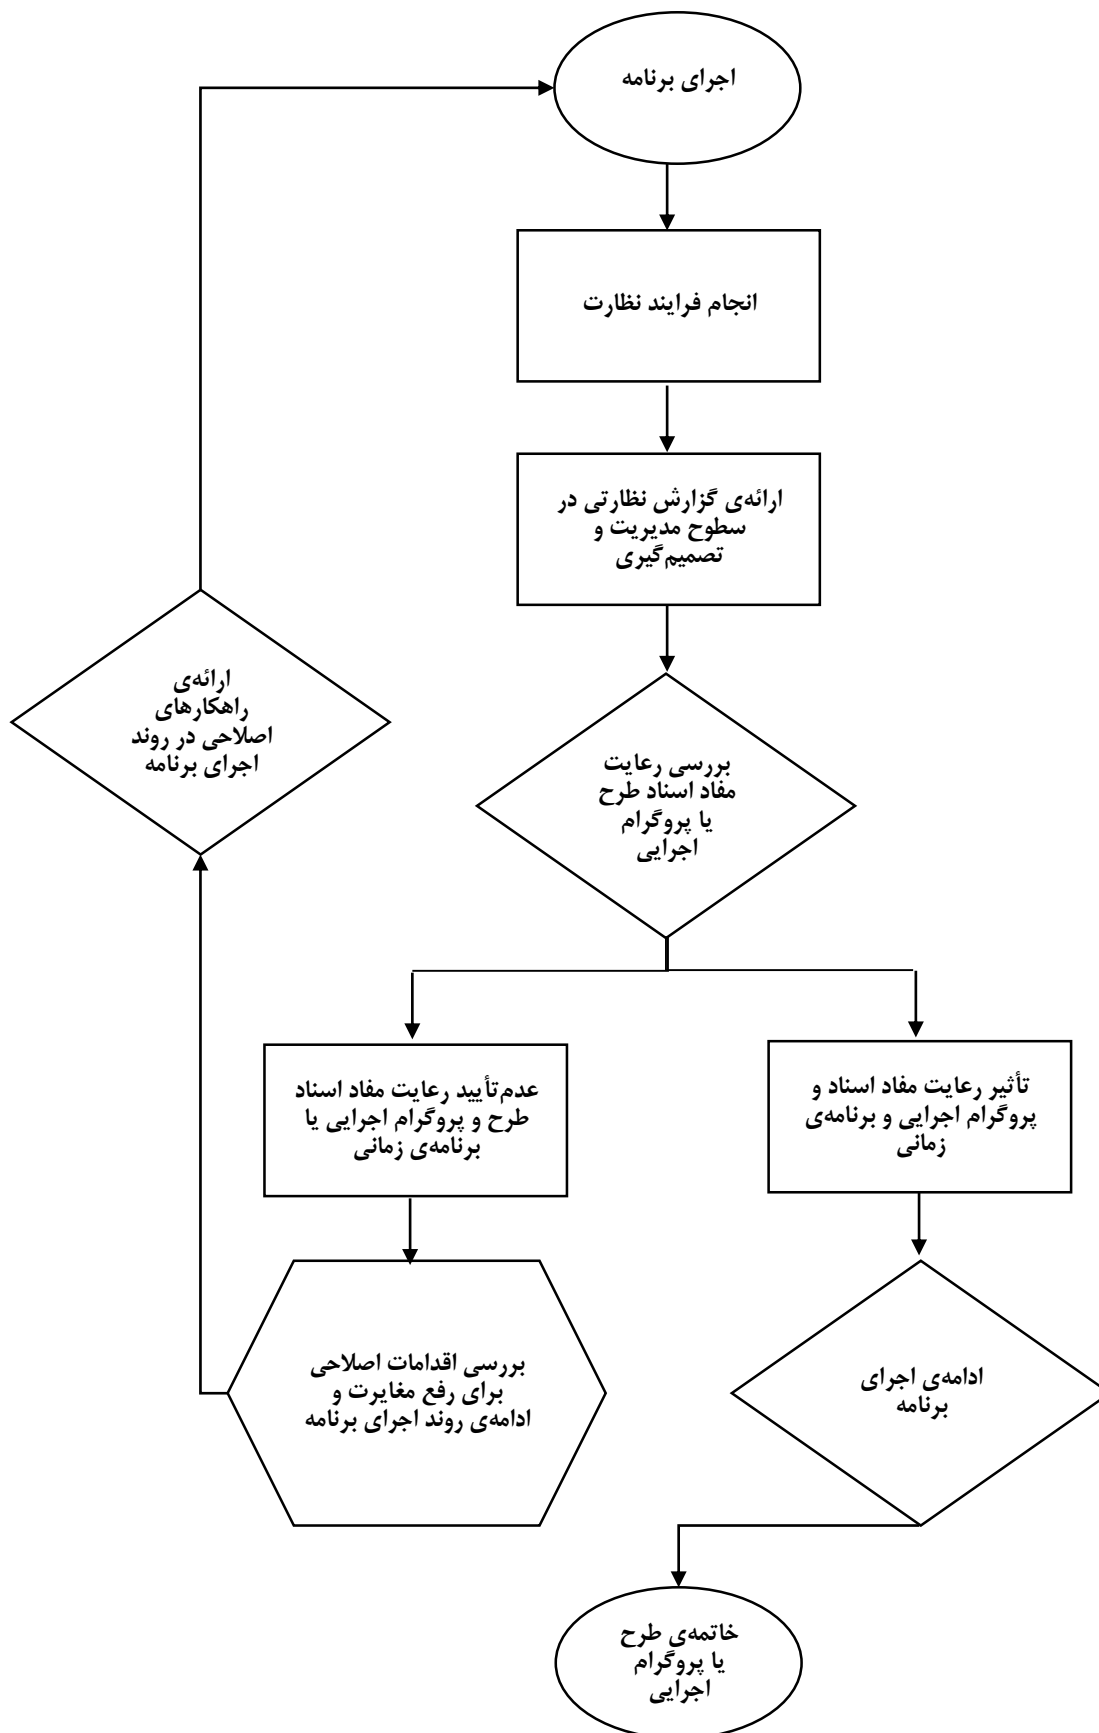 اجرای برنامه
انجام فرایند نظارت
ارائه‌ی گزارش نظارتی در
سطوح مدیریت و
تصمیم‌گیری
ارائه‌ی
راهکارهای
اصلاحی در روند
اجرای برنامه
بررسی رعایت
مفاد اسناد طرح
یا پروگرام
اجرایی
تأثیر رعایت مفاد اسناد و
پروگرام اجرایی و برنامه‌ی
زمانی
عدم‌تأیید رعایت مفاد اسناد
طرح و پروگرام اجرایی یا
برنامه‌ی زمانی
بررسی اقدامات اصلاحی
برای رفع مغایرت و
ادامه‌ی روند اجرای برنامه
ادامه‌ی اجرای
برنامه
خاتمه‌ی طرح
یا پروگرام
اجرایی